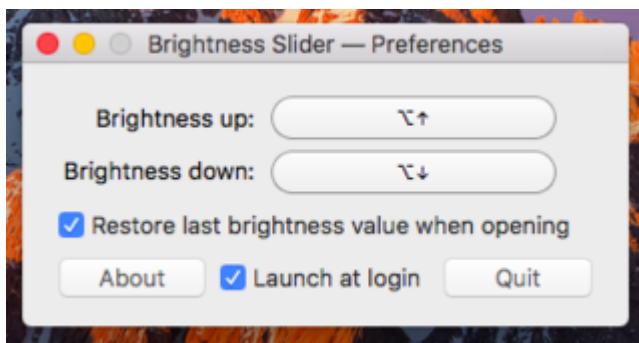 Brightness Slider — Preferences
Brightness up: ⌥↑
Brightness down: ⌥↓
Restore last brightness value when opening
About Launch at login Quit